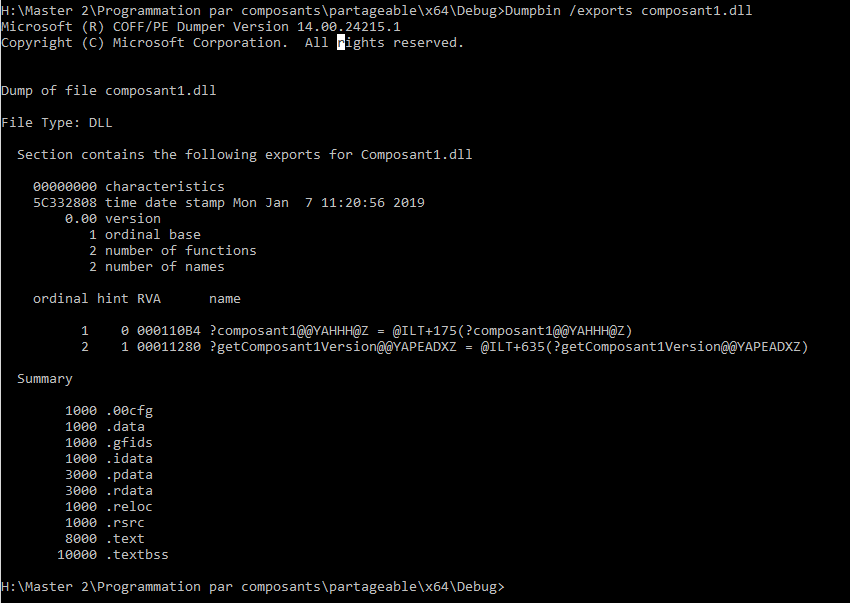 H:\Master 2\Programmation par composants\partageable\x64\Debug>Dumpbin /exports composant1.dll
Microsoft (R) COFF/PE Dumper Version 14.00.24215.1
Copyright (C) Microsoft Corporation.  All rights reserved.


Dump of file composant1.dll

File Type: DLL

  Section contains the following exports for Composant1.dll

    00000000 characteristics
    5C332808 time date stamp Mon Jan  7 11:20:56 2019
        0.00 version
           1 ordinal base
           2 number of functions
           2 number of names

    ordinal hint RVA      name

          1    0 000110B4 ?composant1@@YAHHH@Z = @ILT+175(?composant1@@YAHHH@Z)
          2    1 00011280 ?getComposant1Version@@YAPEADXZ = @ILT+635(?getComposant1Version@@YAPEADXZ)

  Summary

        1000 .00cfg
        1000 .data
        1000 .gfids
        1000 .idata
        3000 .pdata
        3000 .rdata
        1000 .reloc
        1000 .rsrc
        8000 .text
       10000 .textbss

H:\Master 2\Programmation par composants\partageable\x64\Debug>